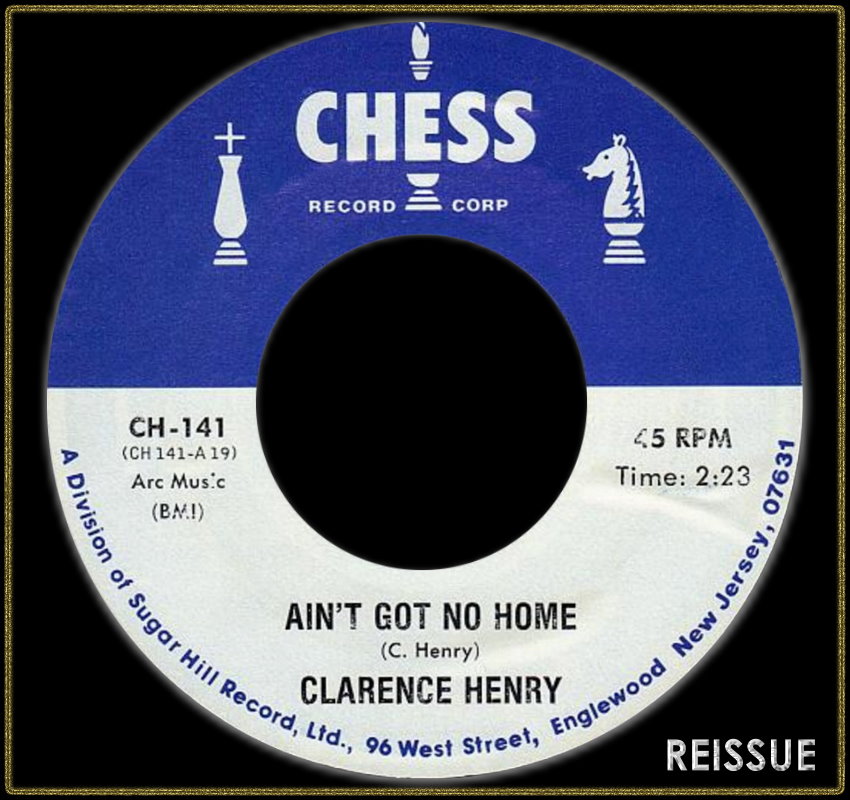 CHESS
RECORD CORP
CH-141
(CH 141-A 19)
Arc Music
(BMI)
45 RPM
Time: 2:23
AIN'T GOT NO HOME
(C. Henry)
CLARENCE HENRY
A Division of Sugar Hill Record, Ltd., 96 West Street, Englewood New Jersey, 07631
REISSUE